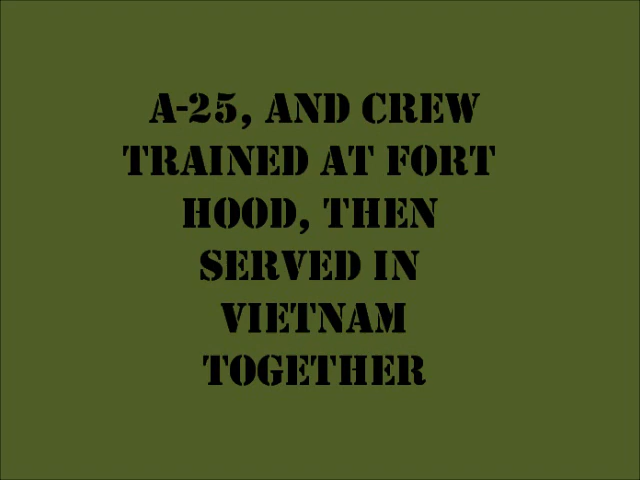 A-25, AND CREW
TRAINED AT FORT
HOOD, THEN
SERVED IN
VIETNAM
TOGETHER